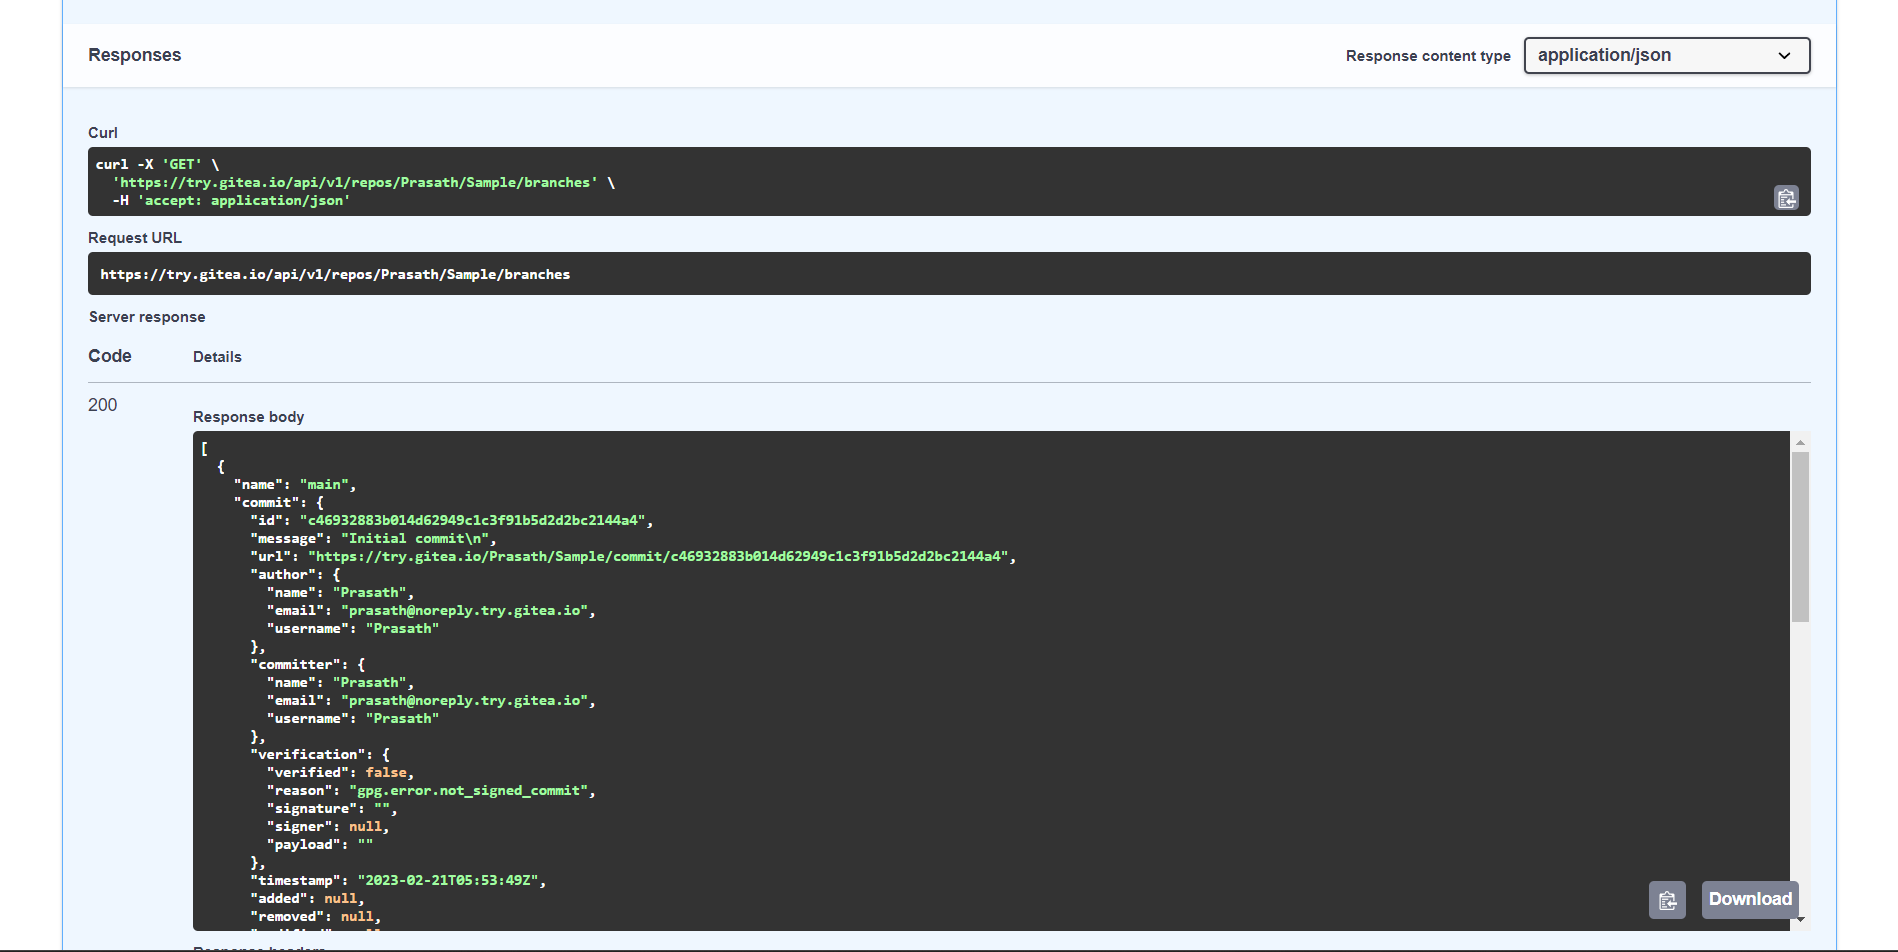 Responses
Response content type application/json
Curl
curl -X 'GET' \
'https://try.gitea.io/api/v1/repos/Prasath/Sample/branches' \
-H 'accept: application/json'
Request URL
https://try.gitea.io/api/v1/repos/Prasath/Sample/branches
Server response
Code Details
200
Response body
[
{
"name": "main",
"commit": {
"id": "c46932883b014d62949c1c3f91b5d2d2bc2144a4",
"message": "Initial commit\n",
"url": "https://try.gitea.io/Prasath/Sample/commit/c46932883b014d62949c1c3f91b5d2d2bc2144a4",
"author": {
"name": "Prasath",
"email": "prasath@noreply.try.gitea.io",
"username": "Prasath"
},
"committer": {
"name": "Prasath",
"email": "prasath@noreply.try.gitea.io",
"username": "Prasath"
},
"verification": {
"verified": false,
"reason": "gpg.error.not_signed_commit",
"signature": "",
"signer": null,
"payload": ""
},
"timestamp": "2023-02-21T05:53:49Z",
"added": null,
"removed": null,
Download
Response headers